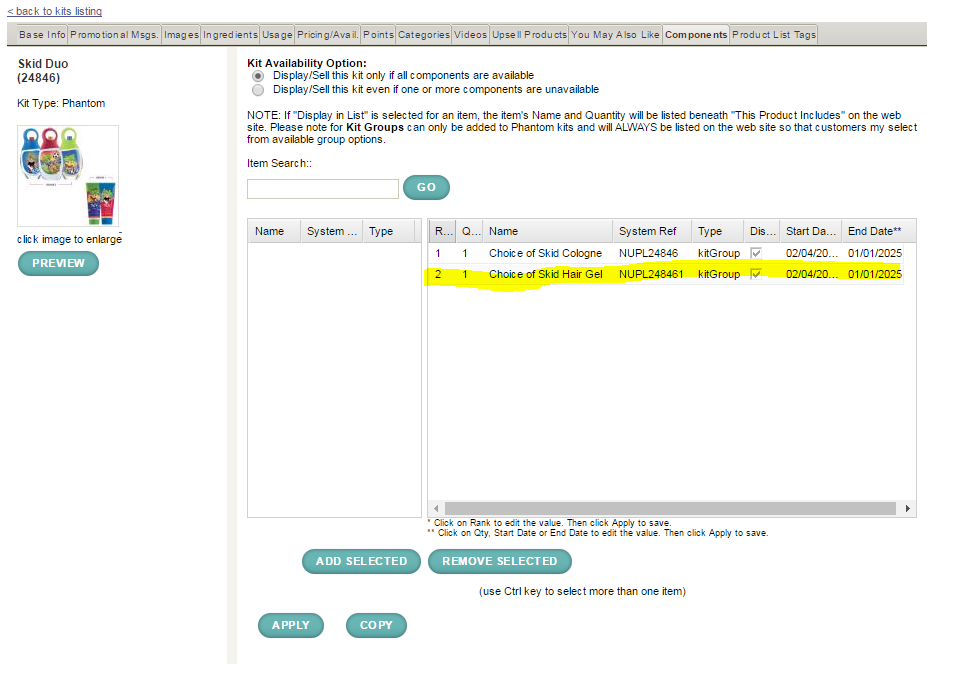 < back to kits listing
Base Info Promotional Msgs. Images Ingredients Usage Pricing/Avail. Points Categories Videos Upsell Products You May Also Like Components Product List Tags
Skid Duo
(24846)
Kit Type: Phantom
click image to enlarge
PREVIEW
Kit Availability Option:
Display/Sell this kit only if all components are available
Display/Sell this kit even if one or more components are unavailable
NOTE: If "Display in List" is selected for an item, the item's Name and Quantity will be listed beneath "This Product Includes" on the web
site. Please note for Kit Groups can only be added to Phantom kits and will ALWAYS be listed on the web site so that customers my select
from available group options.
Item Search::
GO
Name System ... Type
R... Q... Name System Ref Type Dis... Start Da... End Date**
1 1 Choice of Skid Cologne NUPL24846 kitGroup 02/04/20... 01/01/2025
2 1 Choice of Skid Hair Gel NUPL248461 kitGroup 02/04/20... 01/01/2025
* Click on Rank to edit the value. Then click Apply to save.
** Click on Qty, Start Date or End Date to edit the value. Then click Apply to save.
ADD SELECTED REMOVE SELECTED
(use Ctrl key to select more than one item)
APPLY COPY